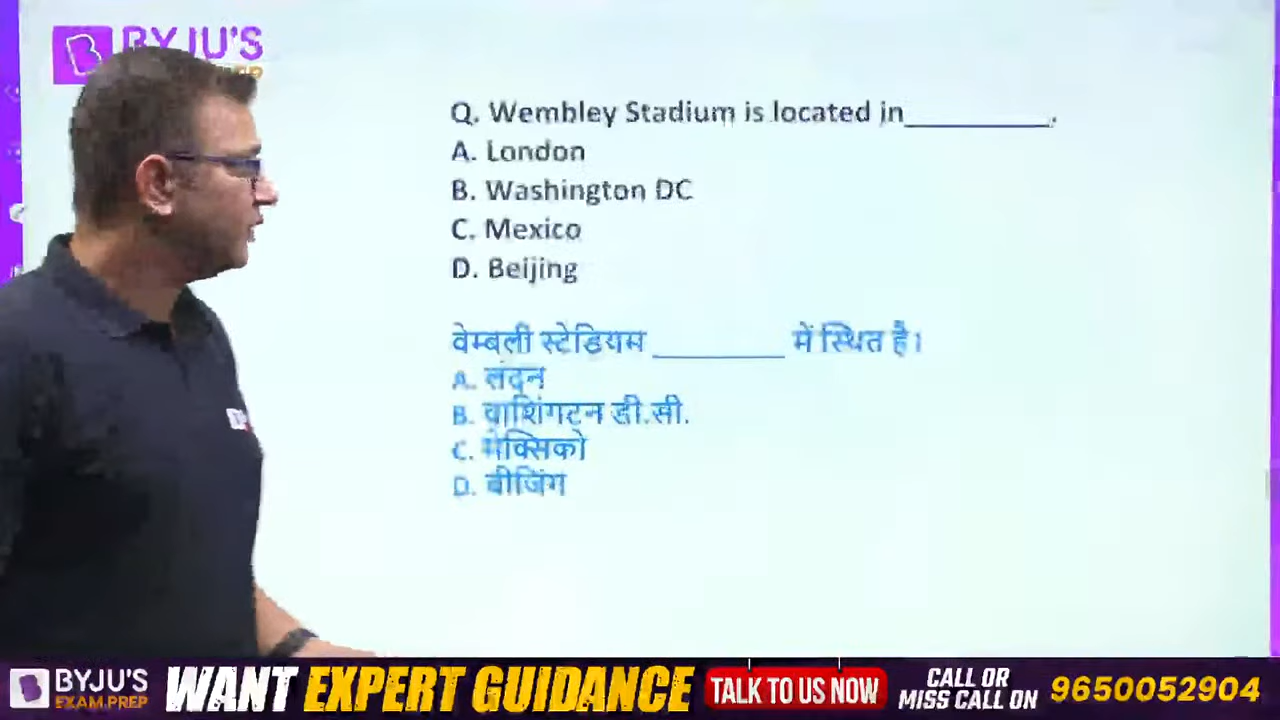 BYJU'S
Q. Wembley Stadium is located in__________.
A. London
B. Washington DC
C. Mexico
D. Beijing
वेम्बली स्टेडियम _________ में स्थित है।
A. लंदन
B. वाशिंगटन डी.सी.
C. मेक्सिको
D. बीजिंग
BYJU'S
EXAM PREP
WANT EXPERT GUIDANCE
TALK TO US NOW
CALL OR
MISS CALL ON
9650052904